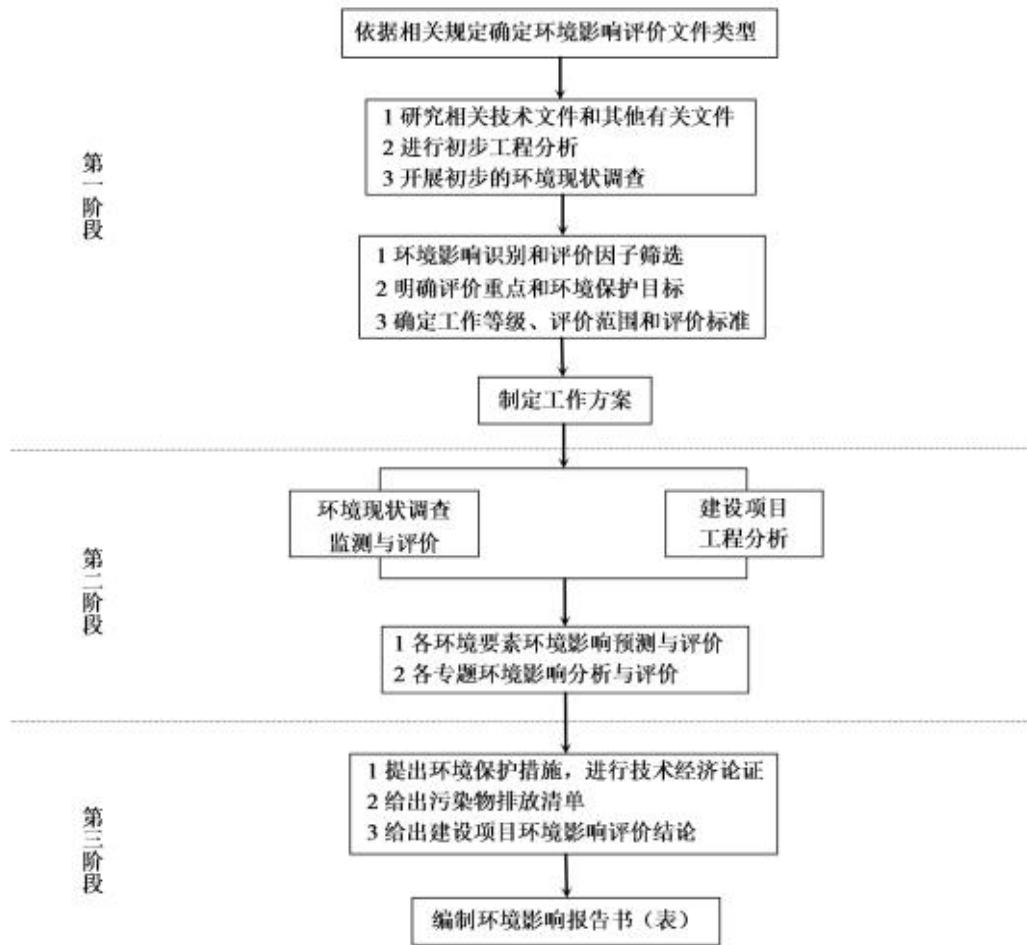 依据相关规定确定环境影响评价文件类型
1 研究相关技术文件和其他有关文件
2 进行初步工程分析
3 开展初步的环境现状调查
第一阶段
1 环境影响识别和评价因子筛选
2 明确评价重点和环境保护目标
3 确定工作等级、评价范围和评价标准
制定工作方案
环境现状调查
监测与评价
建设项目
工程分析
第二阶段
1 各环境要素环境影响预测与评价
2 各专题环境影响分析与评价
1 提出环境保护措施，进行技术经济论证
2 给出污染物排放清单
3 给出建设项目环境影响评价结论
第三阶段
编制环境影响报告书（表）